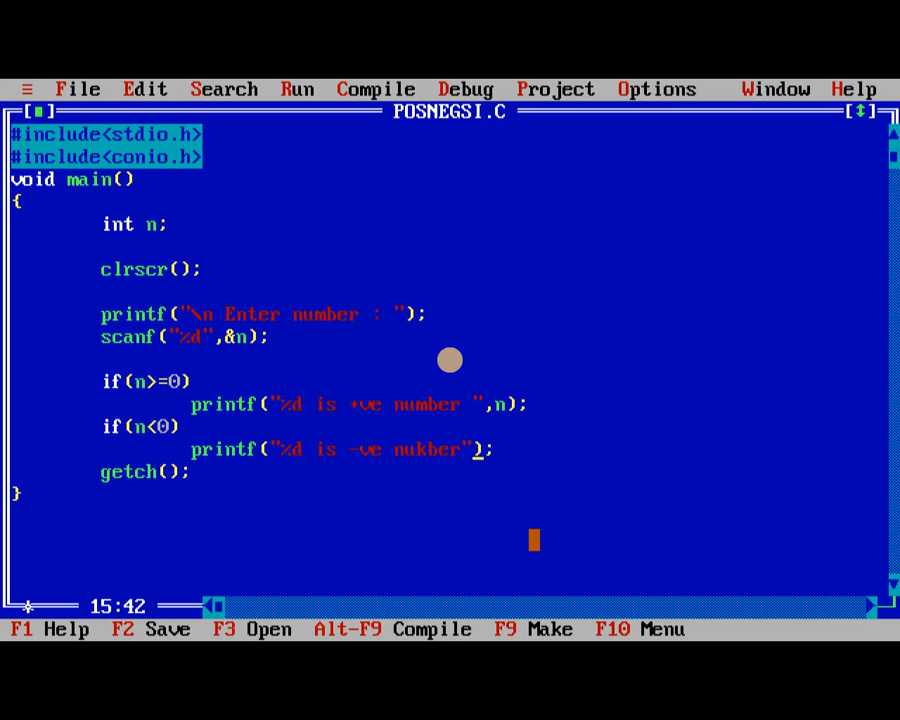 ≡ File Edit Search Run Compile Debug Project Options Window Help
[■] POSNEGSI.C [↕]
#include<stdio.h>
#include<conio.h>
void main()
{
int n;
clrscr();
printf("\n Enter number : ");
scanf("%d",&n);
if(n>=0)
printf("%d is +ve number ",n);
if(n<0)
printf("%d is -ve nukber");
getch();
}
15:42
F1 Help F2 Save F3 Open Alt-F9 Compile F9 Make F10 Menu